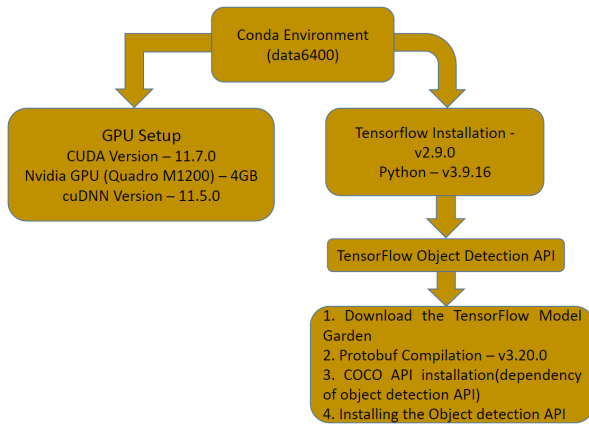 Conda Environment
(data6400)
GPU Setup
CUDA Version – 11.7.0
Nvidia GPU (Quadro M1200) – 4GB
cuDNN Version – 11.5.0
Tensorflow Installation -
v2.9.0
Python – v3.9.16
TensorFlow Object Detection API
1. Download the TensorFlow Model
Garden
2. Protobuf Compilation – v3.20.0
3. COCO API installation(dependency
of object detection API)
4. Installing the Object detection API